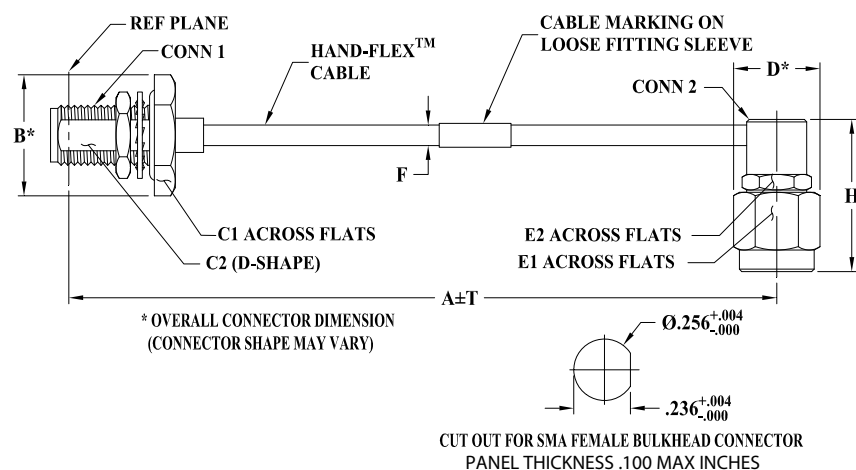 REF PLANE
CONN 1
HAND-FLEX™
CABLE
CABLE MARKING ON
LOOSE FITTING SLEEVE
D*
CONN 2
B*
F
H
C1 ACROSS FLATS
C2 (D-SHAPE)
E2 ACROSS FLATS
E1 ACROSS FLATS
A±T
* OVERALL CONNECTOR DIMENSION
(CONNECTOR SHAPE MAY VARY)
Ø.256 +.004 -.000
.236 +.004 -.000
CUT OUT FOR SMA FEMALE BULKHEAD CONNECTOR
PANEL THICKNESS .100 MAX INCHES